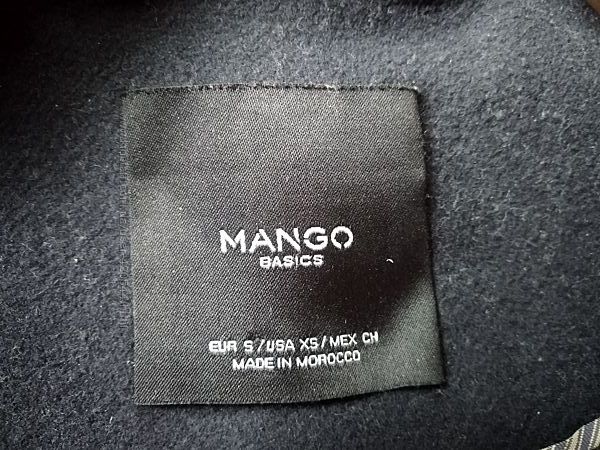 MANGO
BASICS
EUR S / USA XS / MEX CH
MADE IN MOROCCO